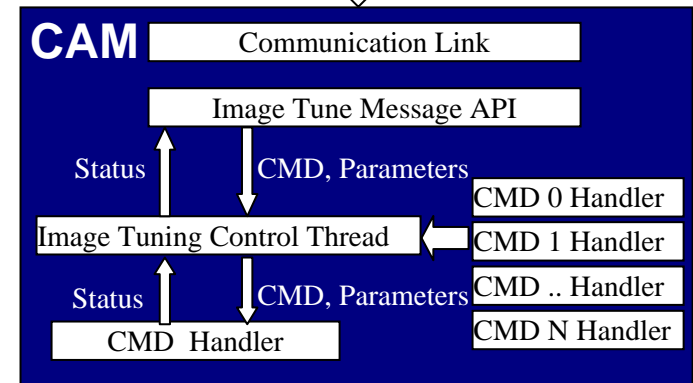 CAM
Communication Link
Image Tune Message API
Status
CMD, Parameters
CMD 0 Handler
Image Tuning Control Thread
CMD 1 Handler
Status
CMD, Parameters
CMD .. Handler
CMD Handler
CMD N Handler